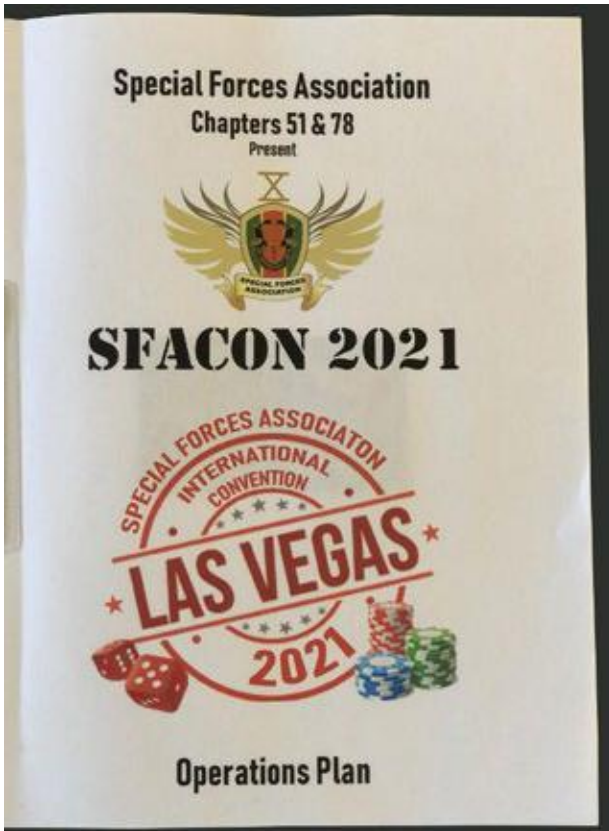 Special Forces Association
Chapters 51 & 78
Present
X
SPECIAL FORCES
ASSOCIATION
SFACON 2021
SPECIAL FORCES ASSOCIATON
INTERNATIONAL
CONVENTION
LAS VEGAS
2021
Operations Plan